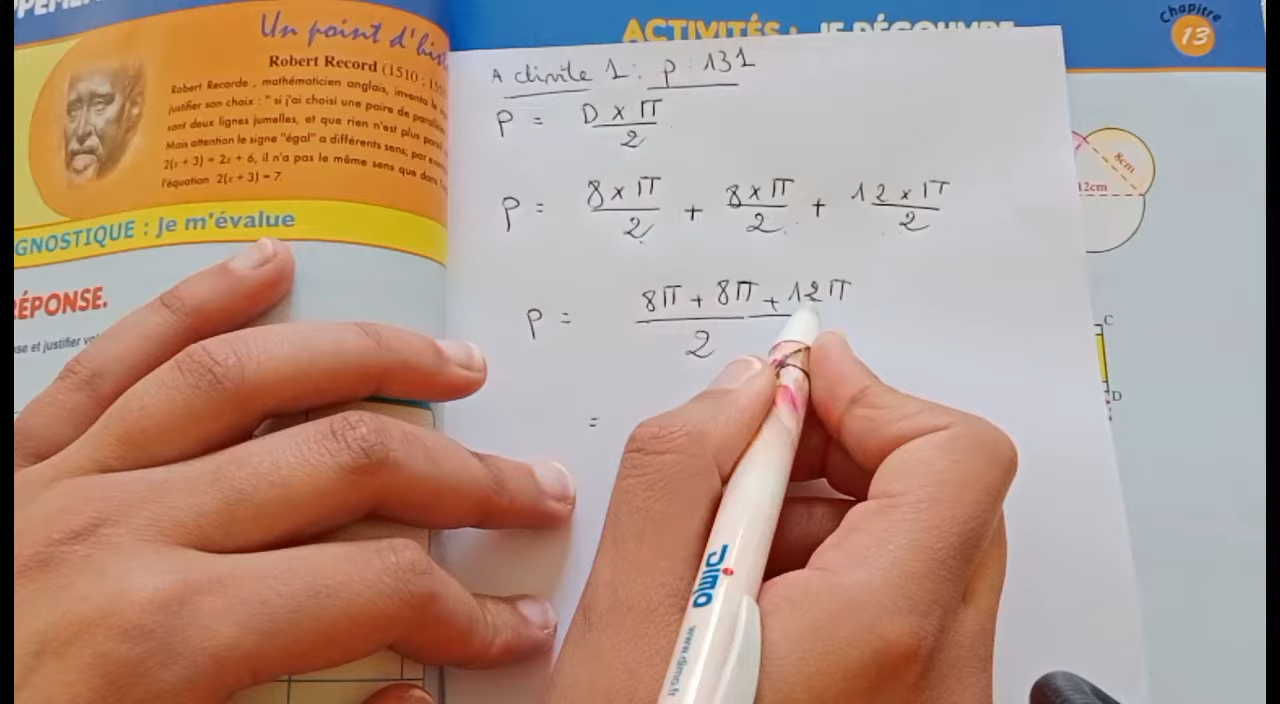 Un point d'his
Robert Record (1510 : 15
Robert Recorde, mathématicien anglais, inventa le
justifier son choix : " si j'ai choisi une paire de
sont deux lignes jumelles, et que rien n'est plus
Mais attention le signe "égal" a différents sens; par
2(x + 3) = 2x + 6, il n'a pas le même sens que dans
l'équation 2(x + 3) = 7.
GNOSTIQUE : Je m'évalue
ÉPONSE.
se et justifier
ACTIVITÉS : JE DÉCOUVRE
Chapitre
13
Activite 1 : p : 131
P = D × π / 2
P = 8 × π / 2 + 8 × π / 2 + 12 × π / 2
P = 8π + 8π + 12π / 2
=
8cm
12cm
C
D
DIMO
www.dimo.fr